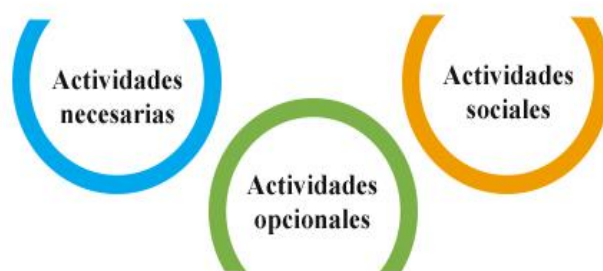 Actividades
necesarias
Actividades
opcionales
Actividades
sociales